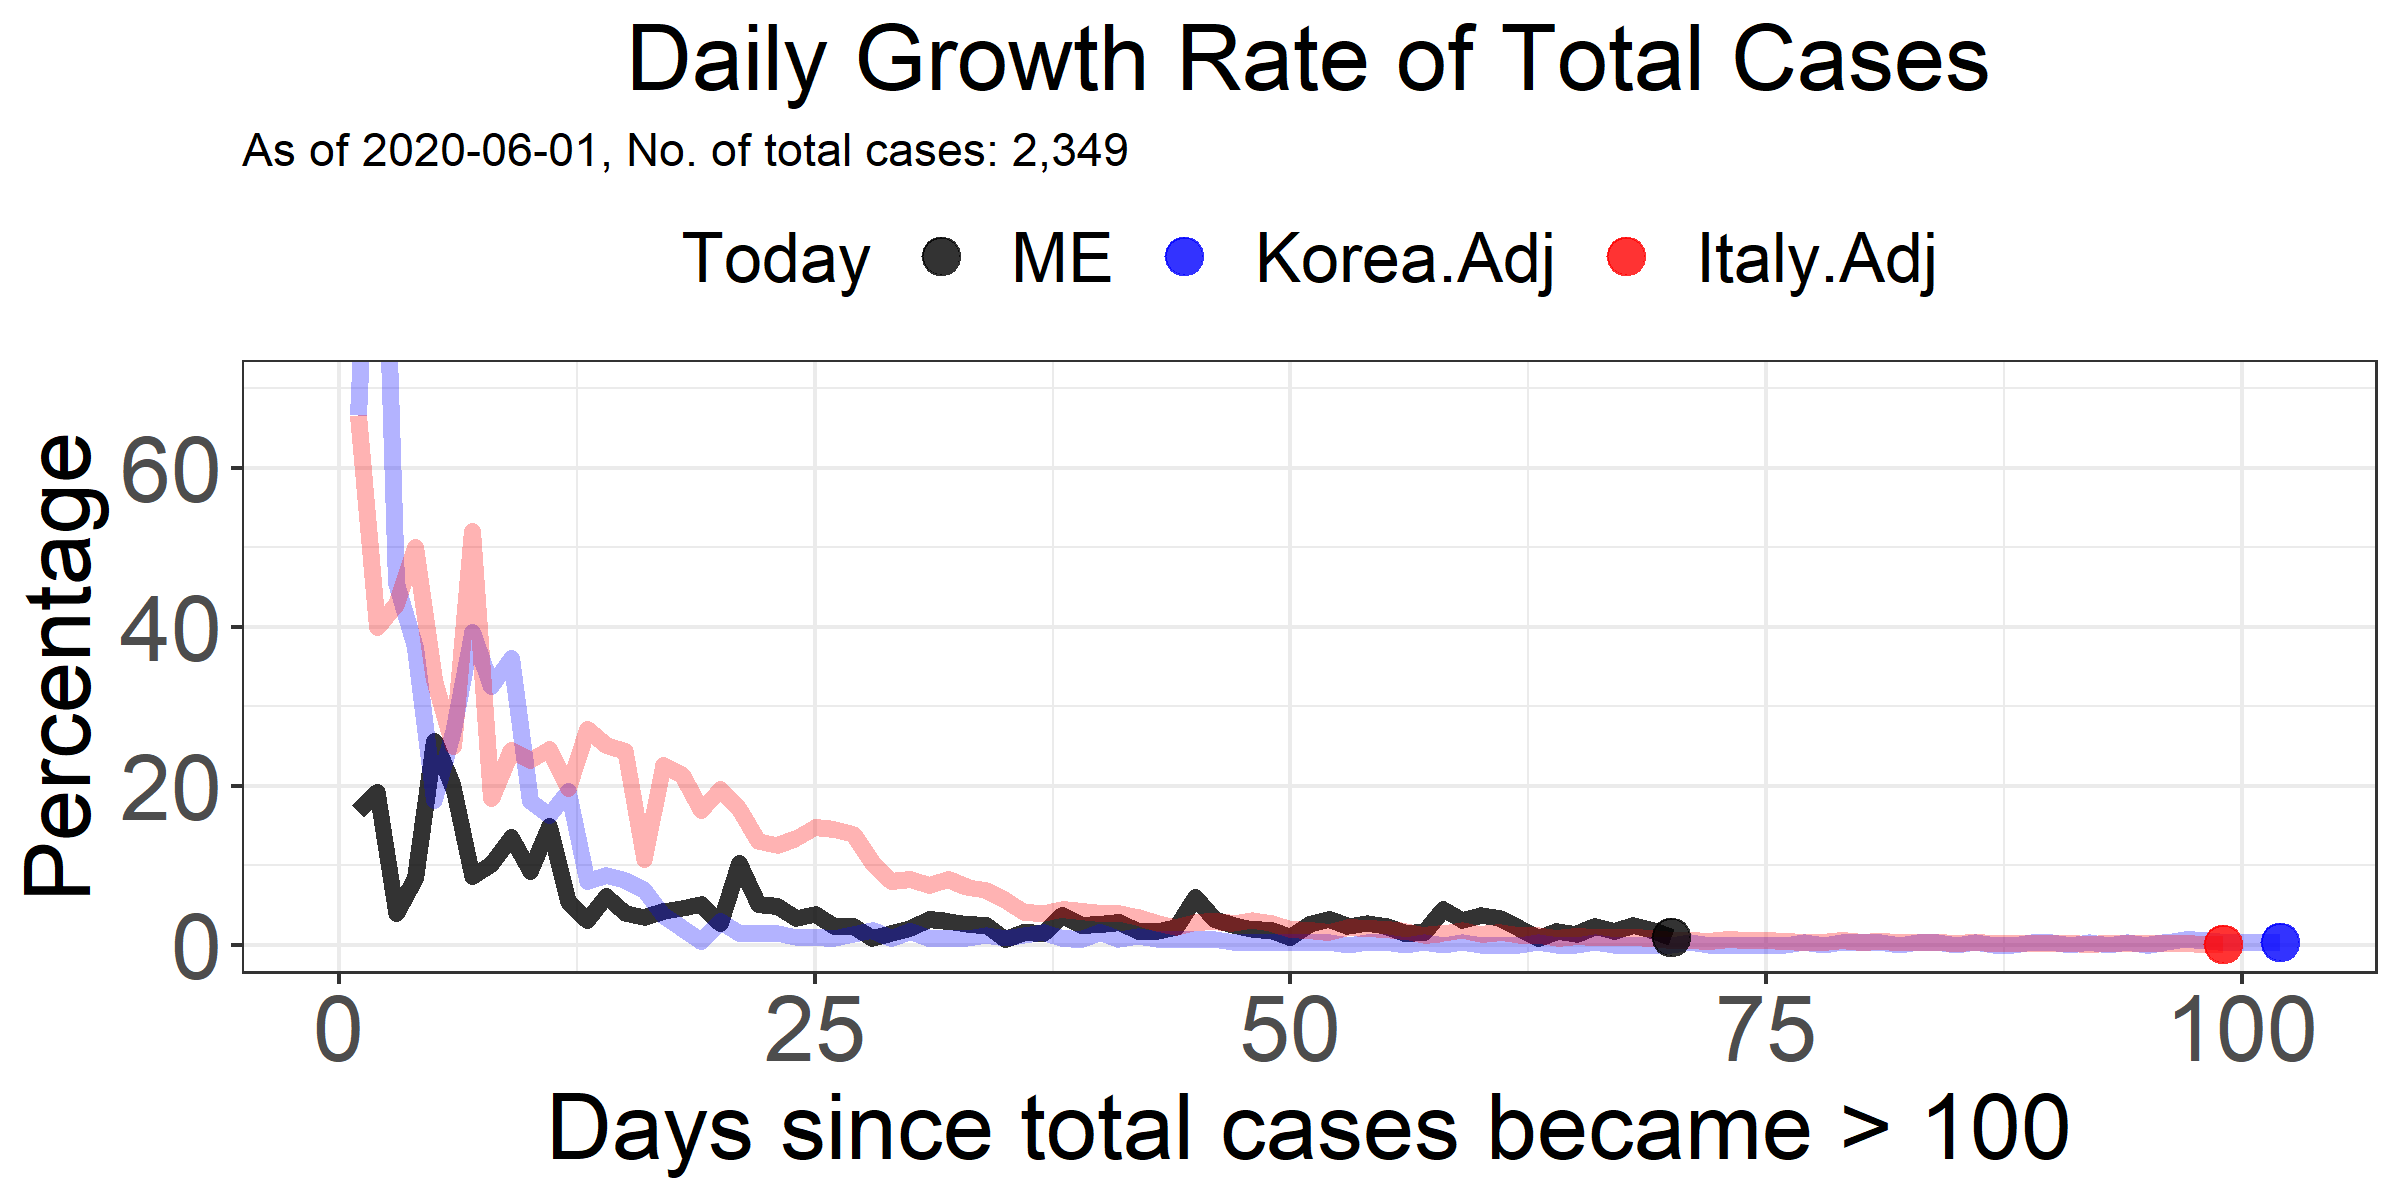 Daily Growth Rate of Total Cases
As of 2020-06-01, No. of total cases: 2,349
Today ME Korea.Adj Italy.Adj
Percentage
60
40
20
0
0 25 50 75 100
Days since total cases became > 100